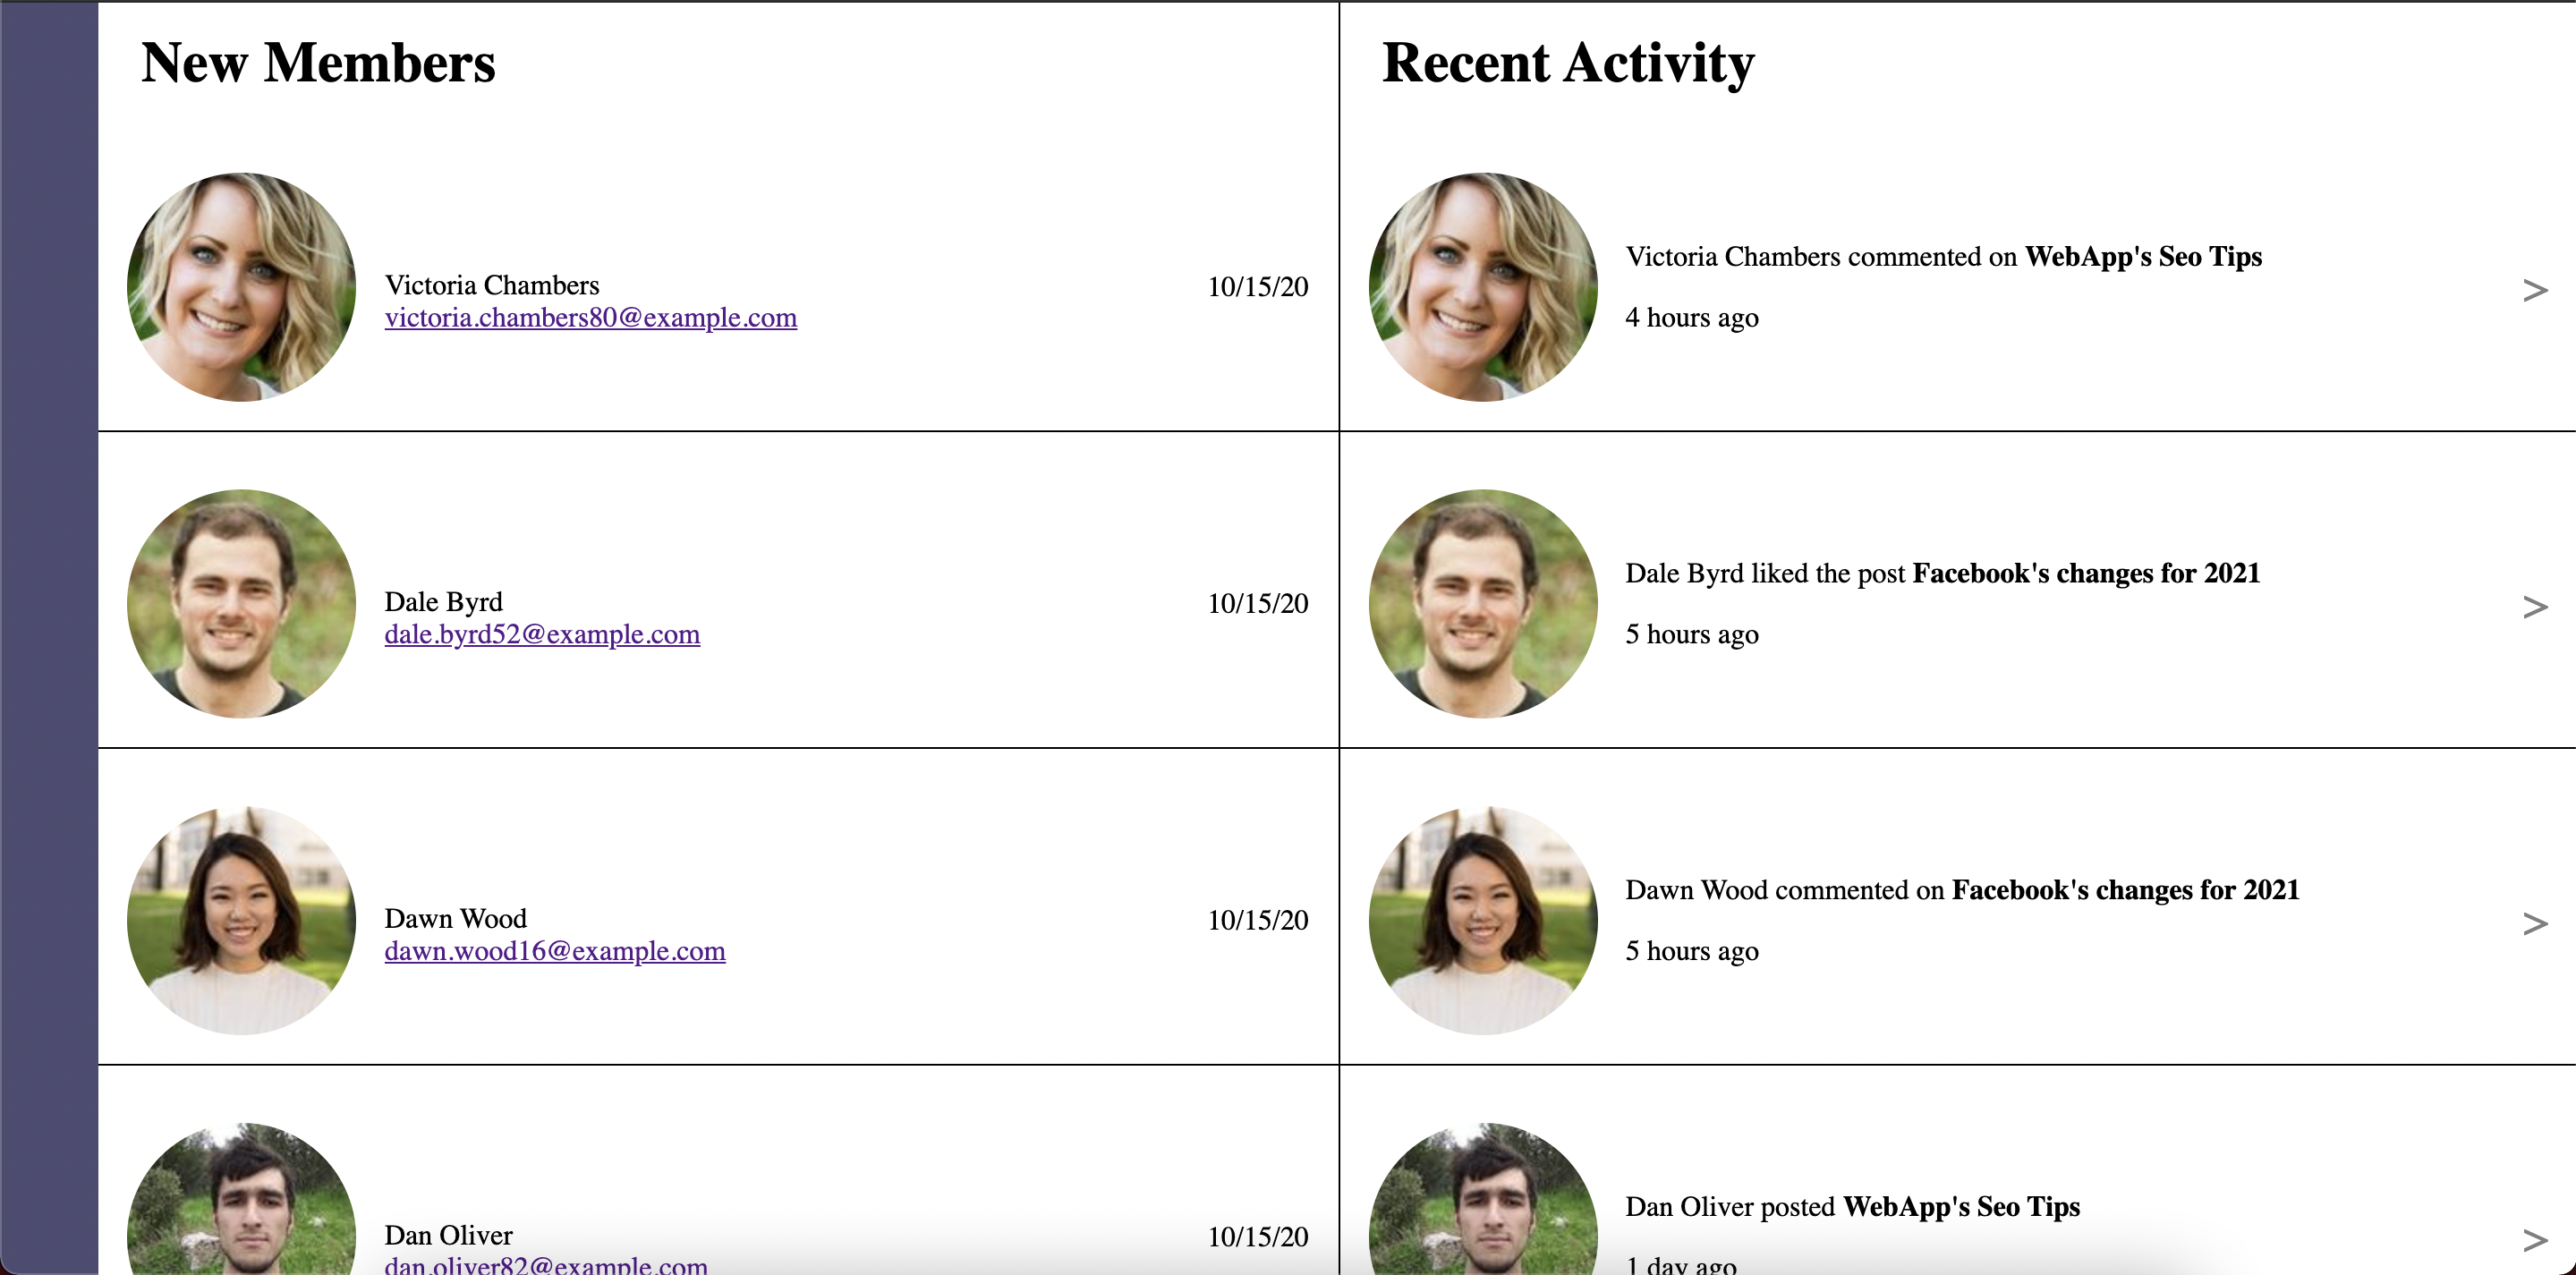 New Members
Victoria Chambers
victoria.chambers80@example.com
10/15/20
Dale Byrd
dale.byrd52@example.com
10/15/20
Dawn Wood
dawn.wood16@example.com
10/15/20
Dan Oliver
dan.oliver82@example.com
10/15/20
Recent Activity
Victoria Chambers commented on WebApp's Seo Tips
4 hours ago
>
Dale Byrd liked the post Facebook's changes for 2021
5 hours ago
>
Dawn Wood commented on Facebook's changes for 2021
5 hours ago
>
Dan Oliver posted WebApp's Seo Tips
1 day ago
>